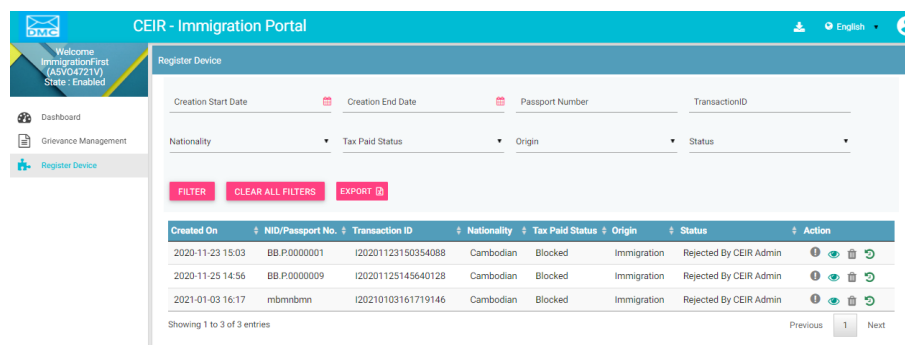 DMC
CEIR - Immigration Portal
English
Welcome
ImmigrationFirst
(A5VO4721V)
State : Enabled
Dashboard
Grievance Management
Register Device
Register Device
Creation Start Date Creation End Date Passport Number TransactionID
Nationality Tax Paid Status Origin Status
FILTER CLEAR ALL FILTERS EXPORT
Created On NID/Passport No. Transaction ID Nationality Tax Paid Status Origin Status Action
2020-11-23 15:03 BB.P.0000001 I20201123150354088 Cambodian Blocked Immigration Rejected By CEIR Admin
2020-11-25 14:56 BB.P.0000009 I20201125145640128 Cambodian Blocked Immigration Rejected By CEIR Admin
2021-01-03 16:17 mbmnbmn I20210103161719146 Cambodian Blocked Immigration Rejected By CEIR Admin
Showing 1 to 3 of 3 entries Previous 1 Next